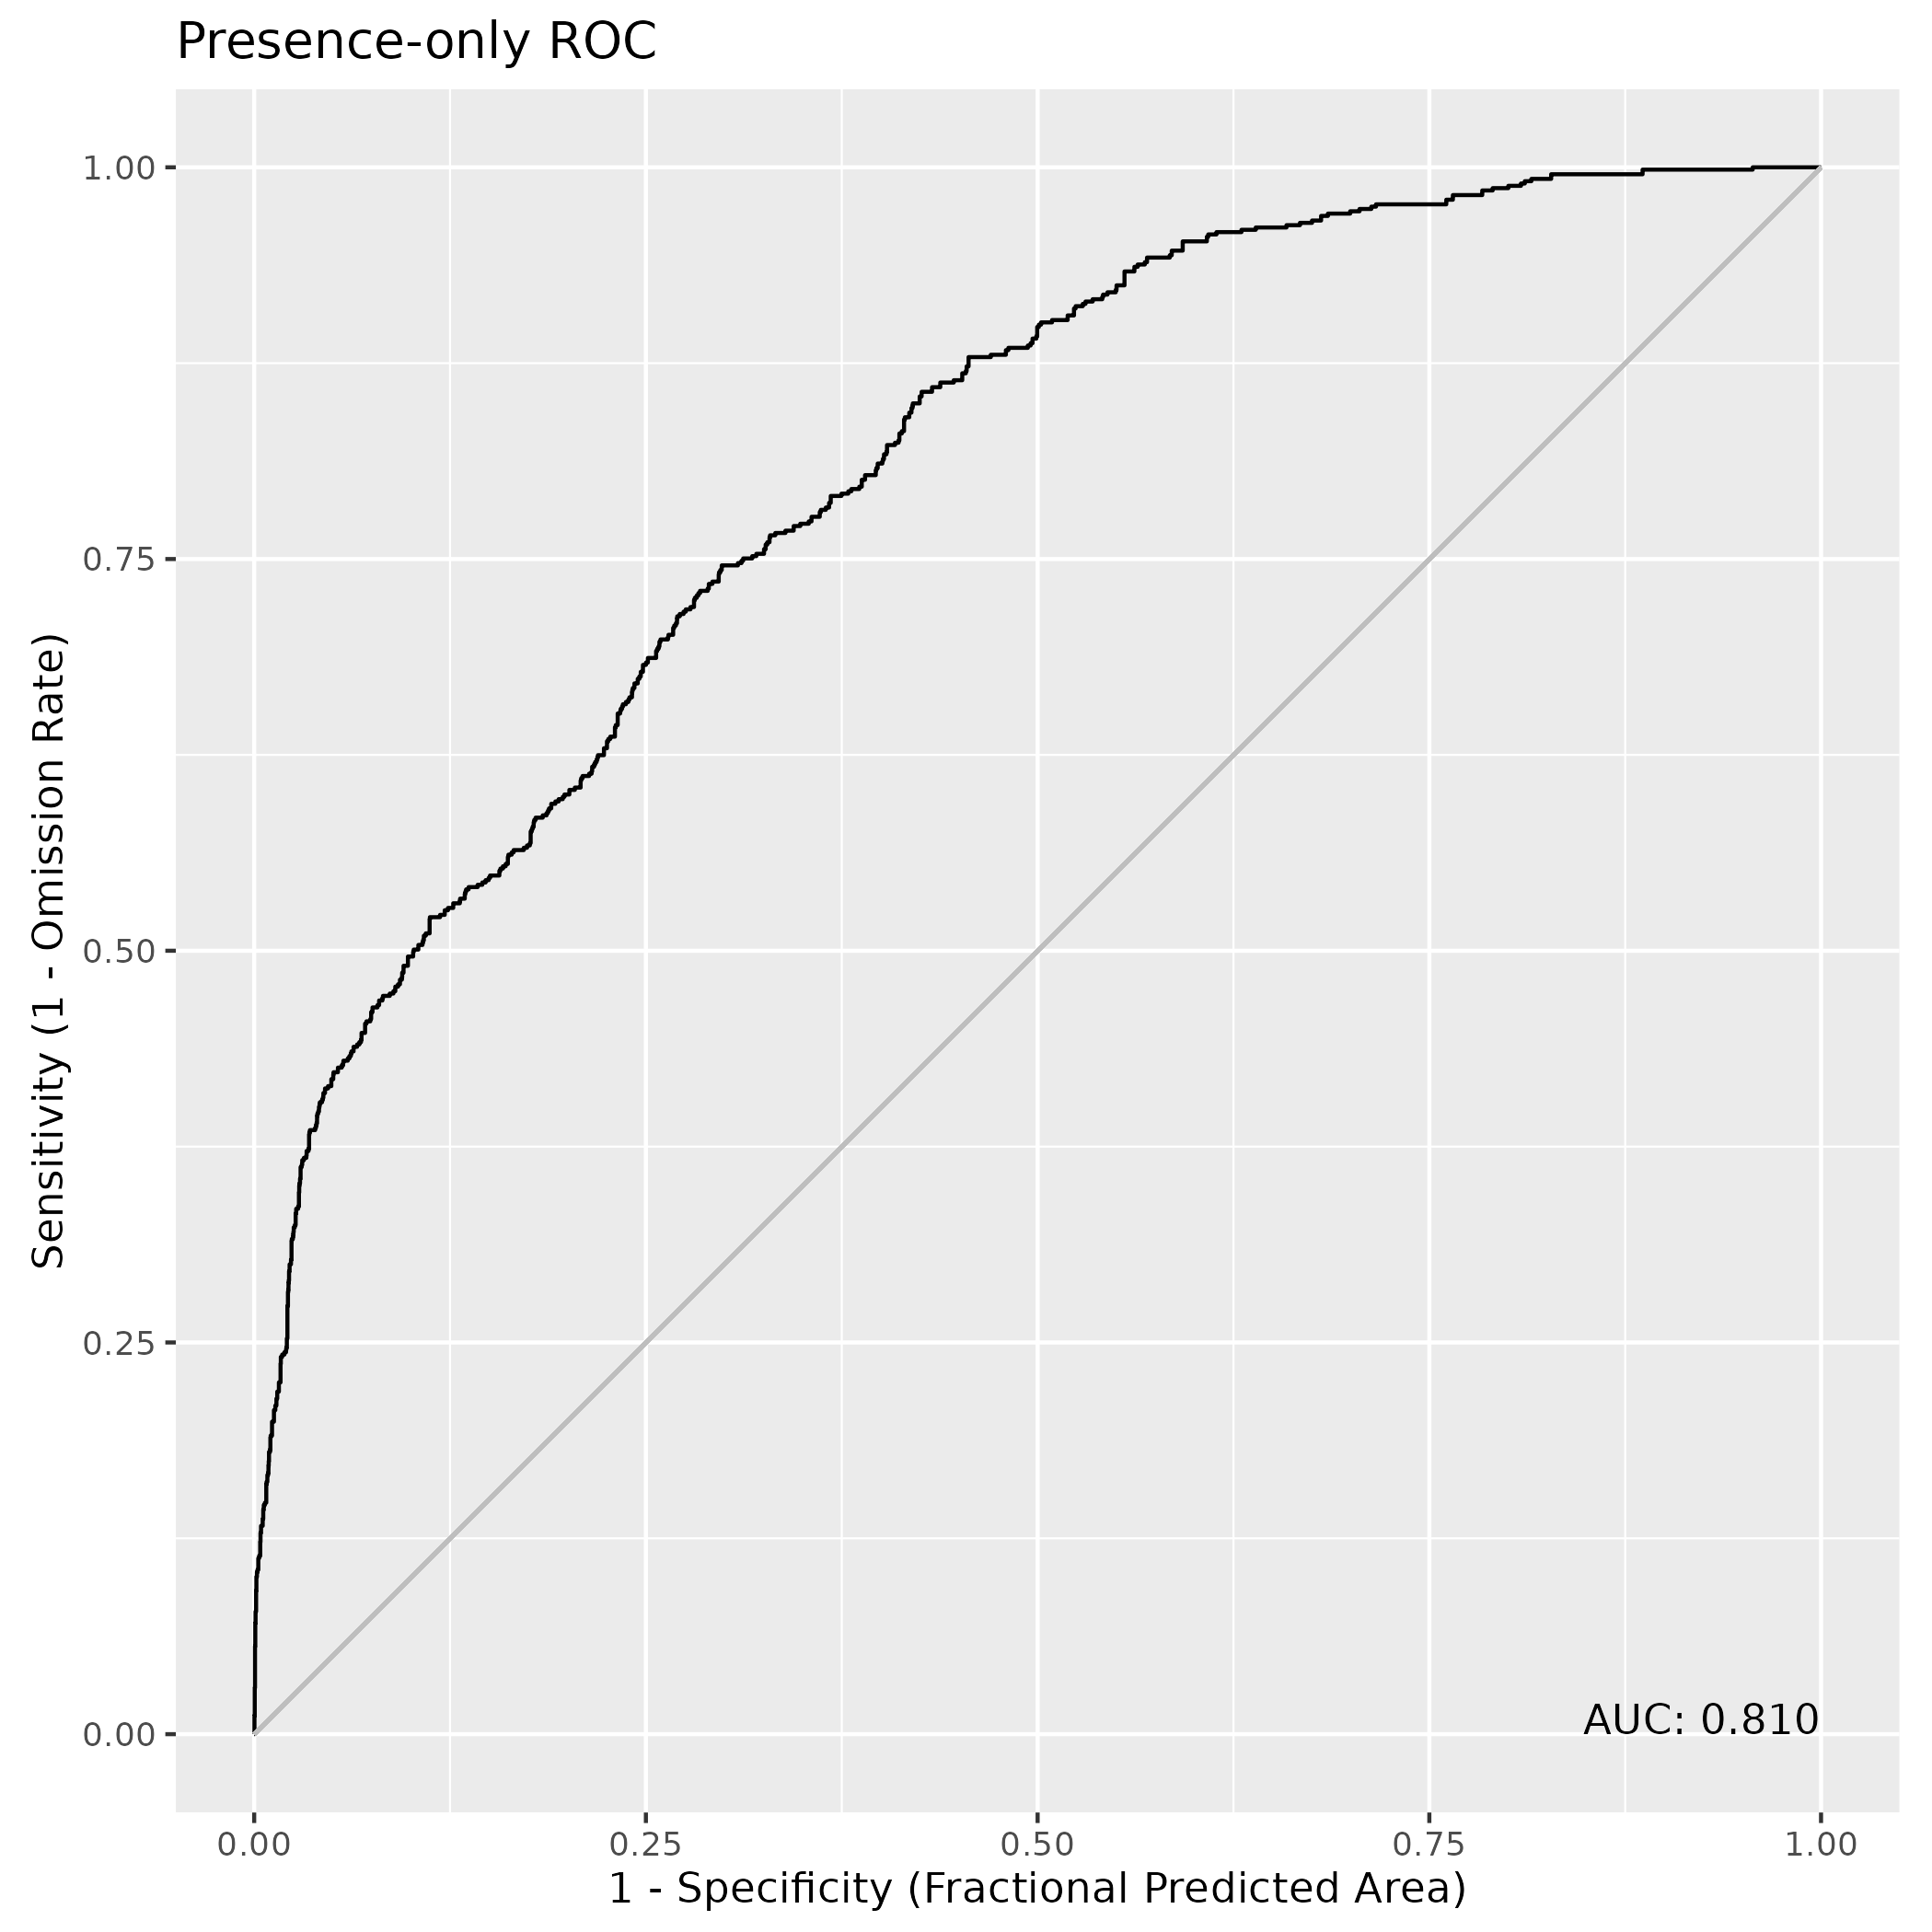 Presence-only ROC
Sensitivity (1 - Omission Rate)
1.00
0.75
0.50
0.25
0.00
AUC: 0.810
0.00
0.25
0.50
0.75
1.00
1 - Specificity (Fractional Predicted Area)